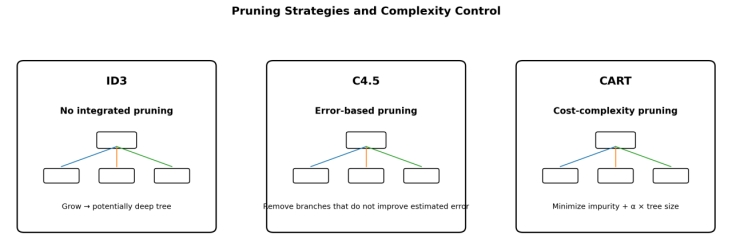 Pruning Strategies and Complexity Control
ID3
No integrated pruning
Grow → potentially deep tree
C4.5
Error-based pruning
Remove branches that do not improve estimated error
CART
Cost-complexity pruning
Minimize impurity + α × tree size